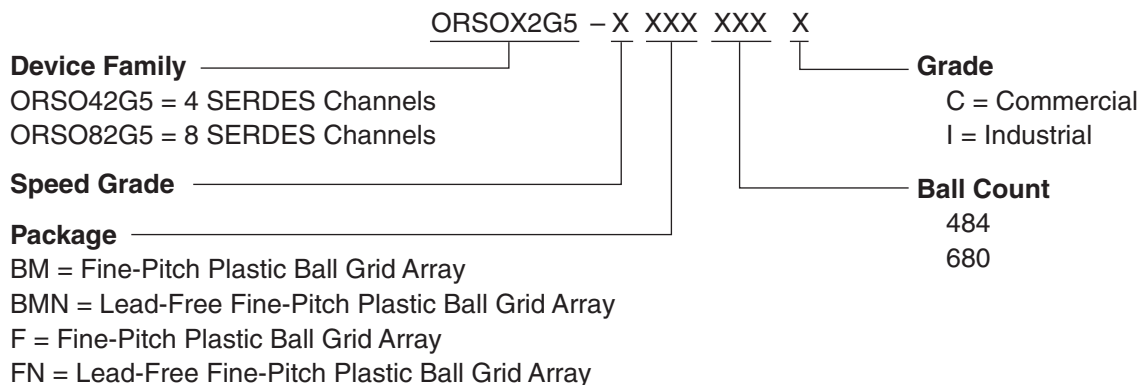 ORSOX2G5 – X XXX XXX X
Device Family
ORSO42G5 = 4 SERDES Channels
ORSO82G5 = 8 SERDES Channels
Speed Grade
Package
BM = Fine-Pitch Plastic Ball Grid Array
BMN = Lead-Free Fine-Pitch Plastic Ball Grid Array
F = Fine-Pitch Plastic Ball Grid Array
FN = Lead-Free Fine-Pitch Plastic Ball Grid Array
Grade
C = Commercial
I = Industrial
Ball Count
484
680